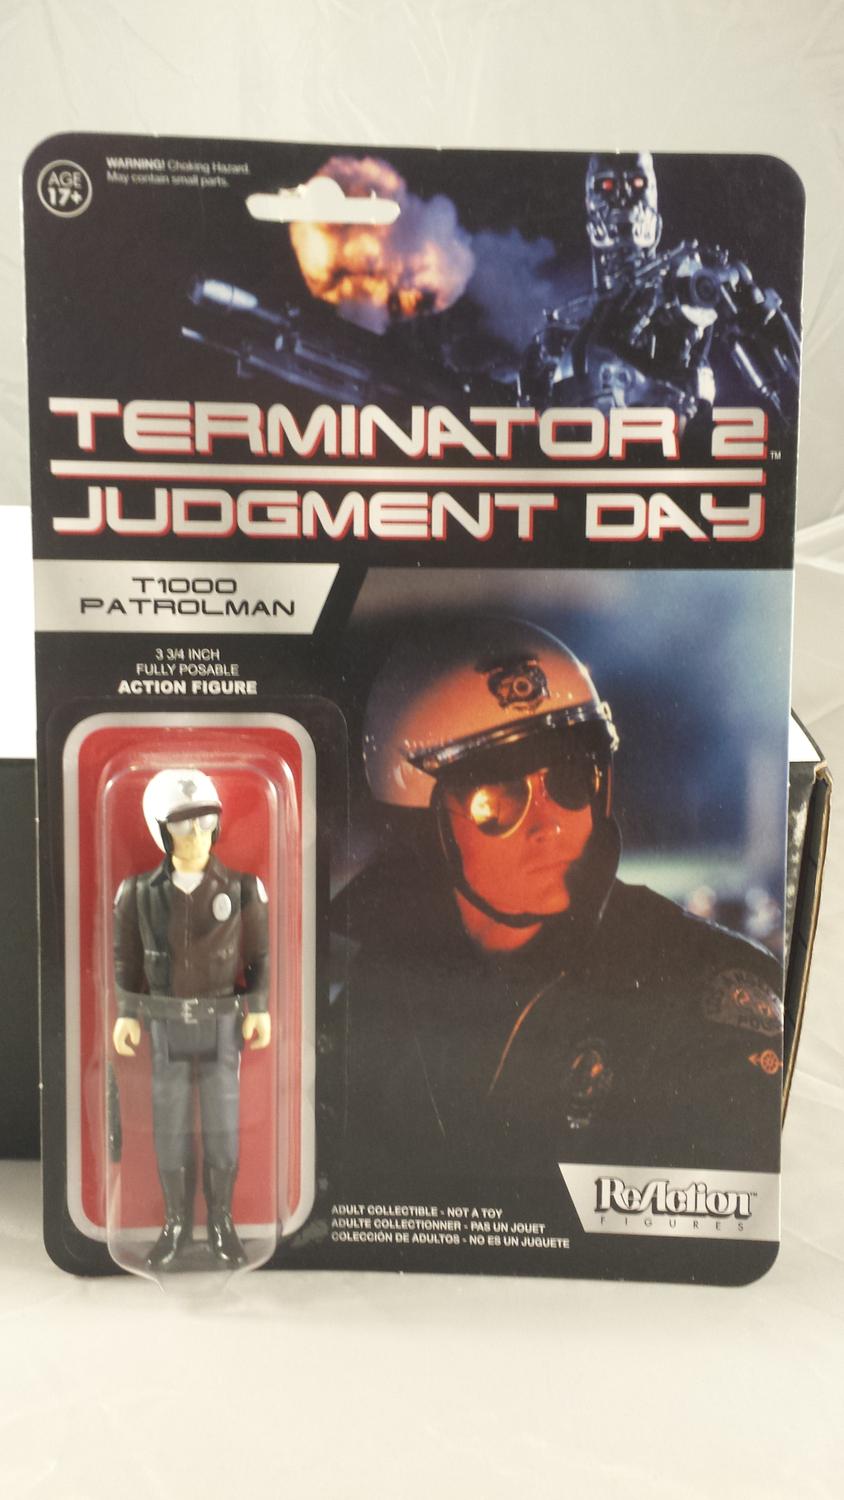 AGE
17+
WARNING! Choking Hazard.
May contain small parts.
TERMINATOR 2 ™
JUDGMENT DAY
T1000
PATROLMAN
3 3/4 INCH
FULLY POSABLE
ACTION FIGURE
ADULT COLLECTIBLE - NOT A TOY
ADULTE COLLECTIONNER - PAS UN JOUET
COLECCIÓN DE ADULTOS - NO ES UN JUGUETE
ReAction™
FIGURES